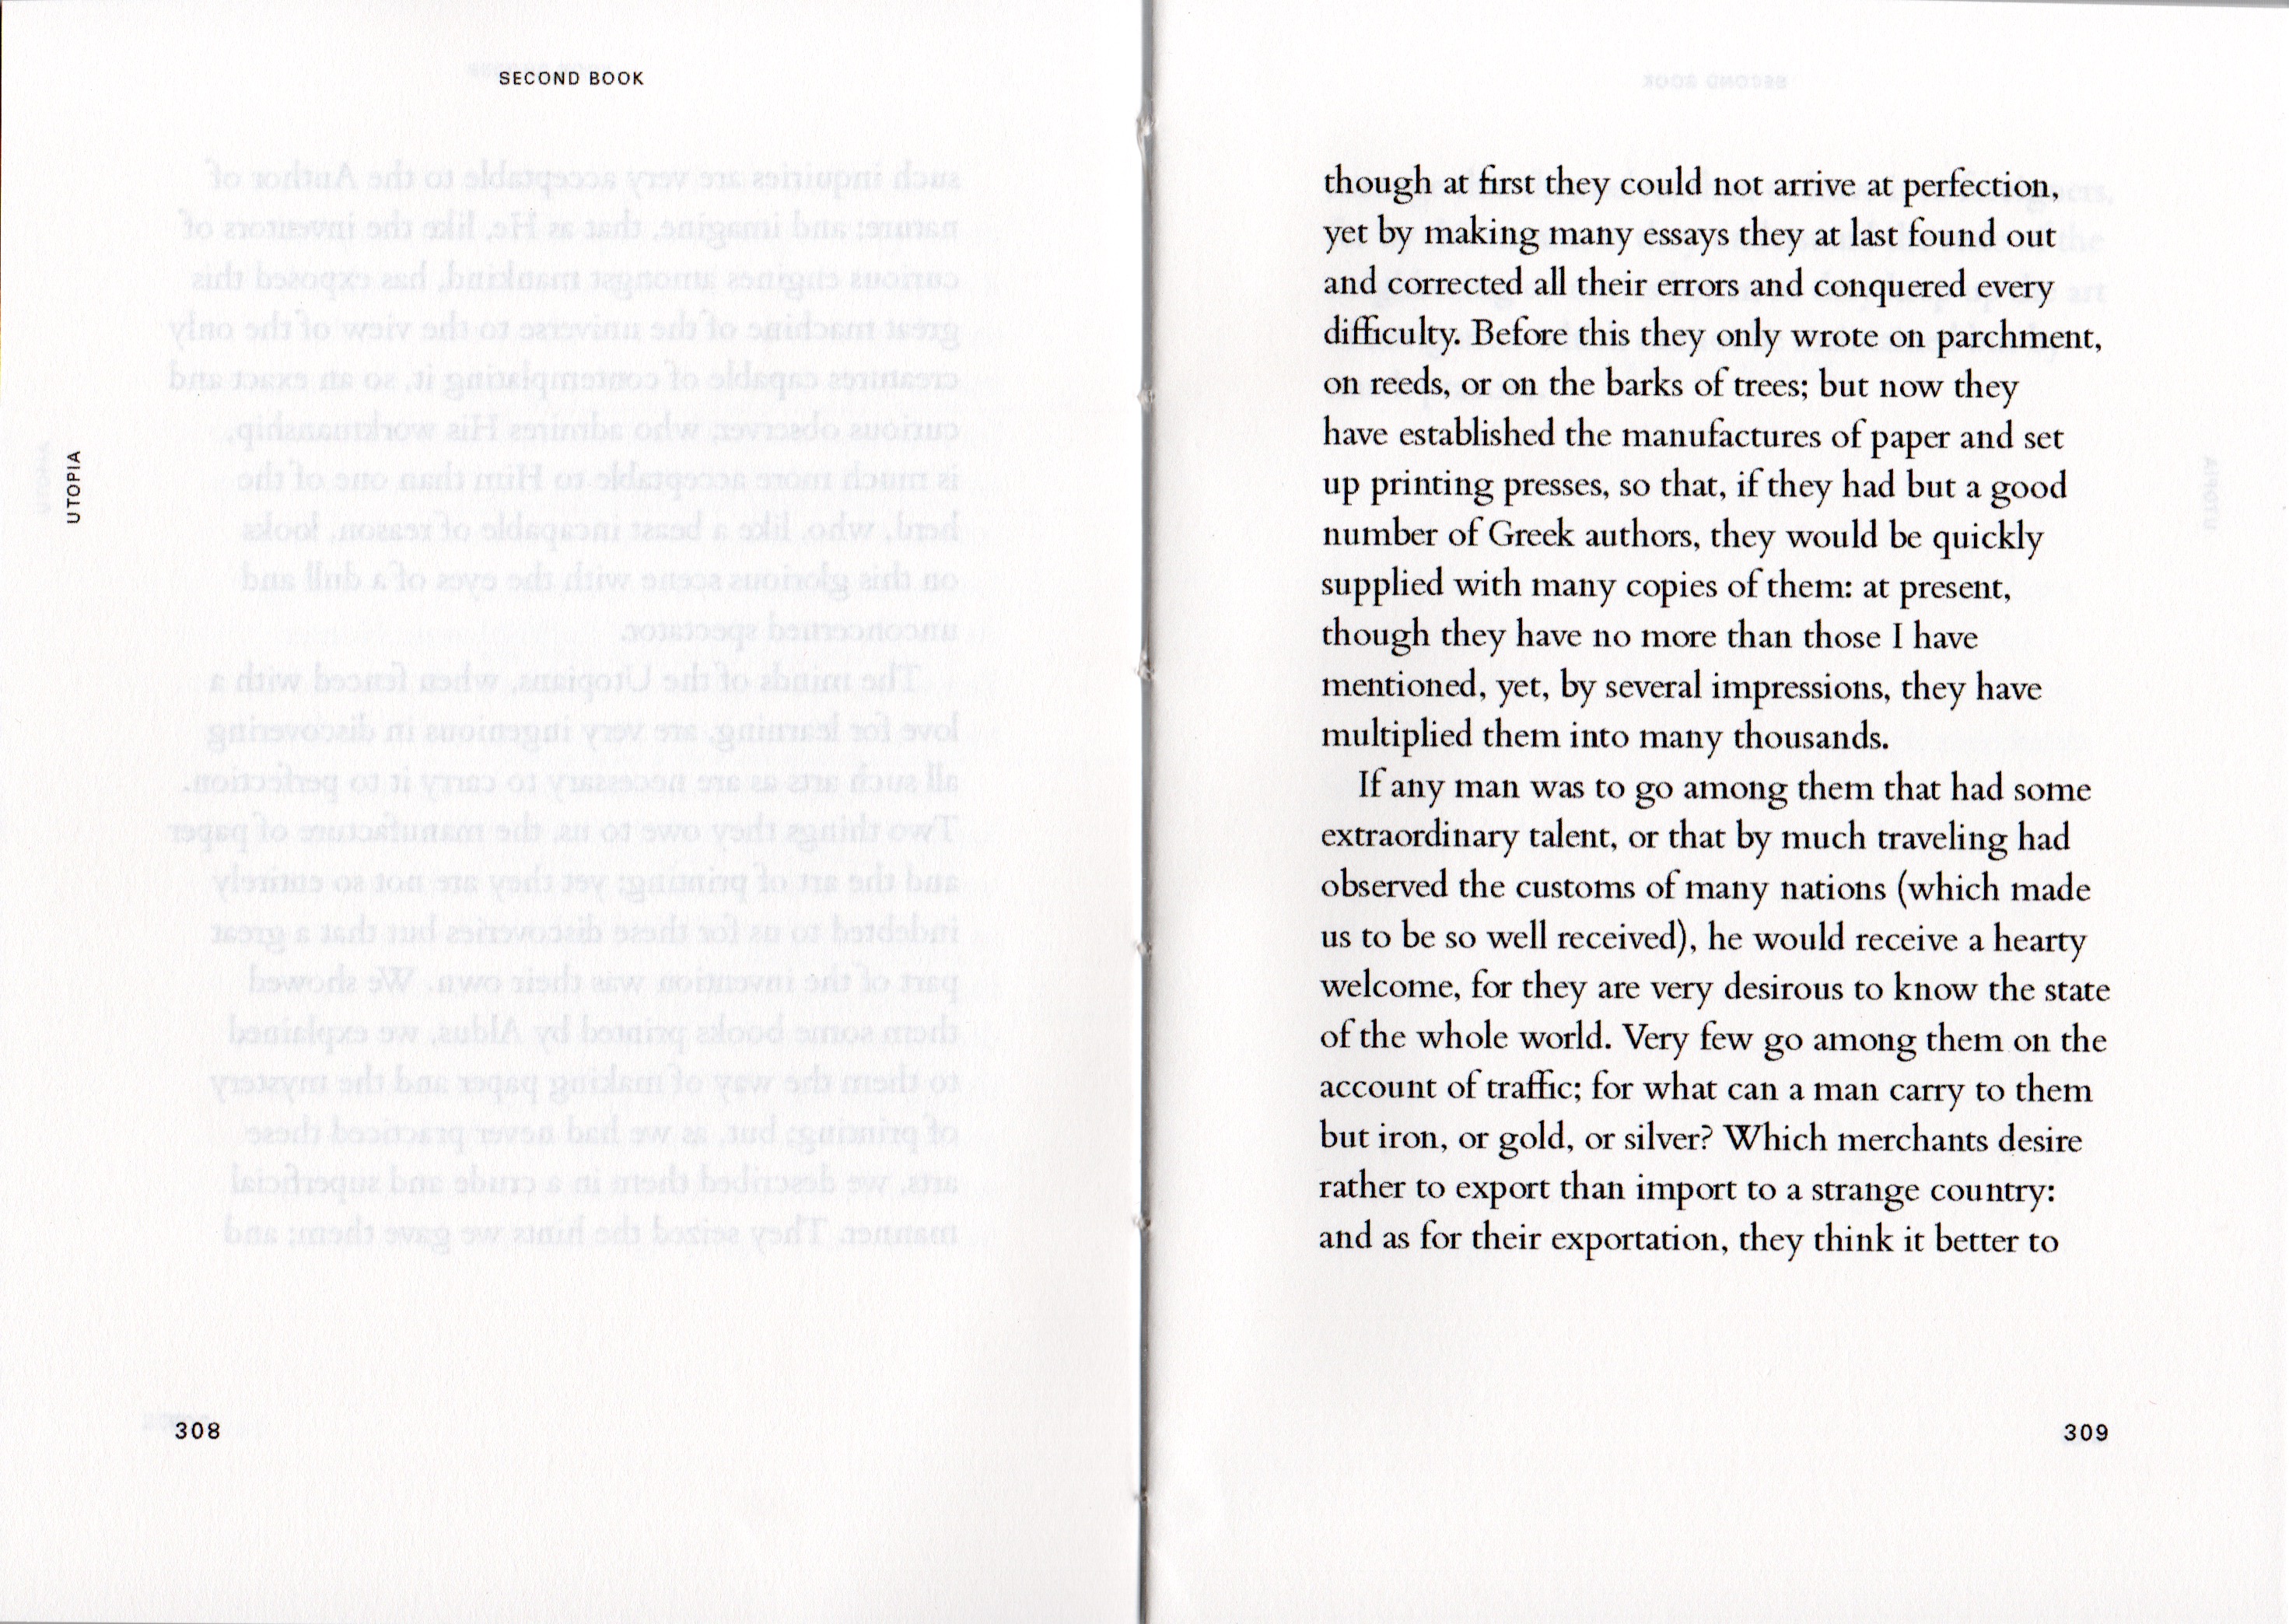 SECOND BOOK
UTOPIA
308
though at first they could not arrive at perfection,
yet by making many essays they at last found out
and corrected all their errors and conquered every
difficulty. Before this they only wrote on parchment,
on reeds, or on the barks of trees; but now they
have established the manufactures of paper and set
up printing presses, so that, if they had but a good
number of Greek authors, they would be quickly
supplied with many copies of them: at present,
though they have no more than those I have
mentioned, yet, by several impressions, they have
multiplied them into many thousands.
If any man was to go among them that had some
extraordinary talent, or that by much traveling had
observed the customs of many nations (which made
us to be so well received), he would receive a hearty
welcome, for they are very desirous to know the state
of the whole world. Very few go among them on the
account of traffic; for what can a man carry to them
but iron, or gold, or silver? Which merchants desire
rather to export than import to a strange country:
and as for their exportation, they think it better to
309